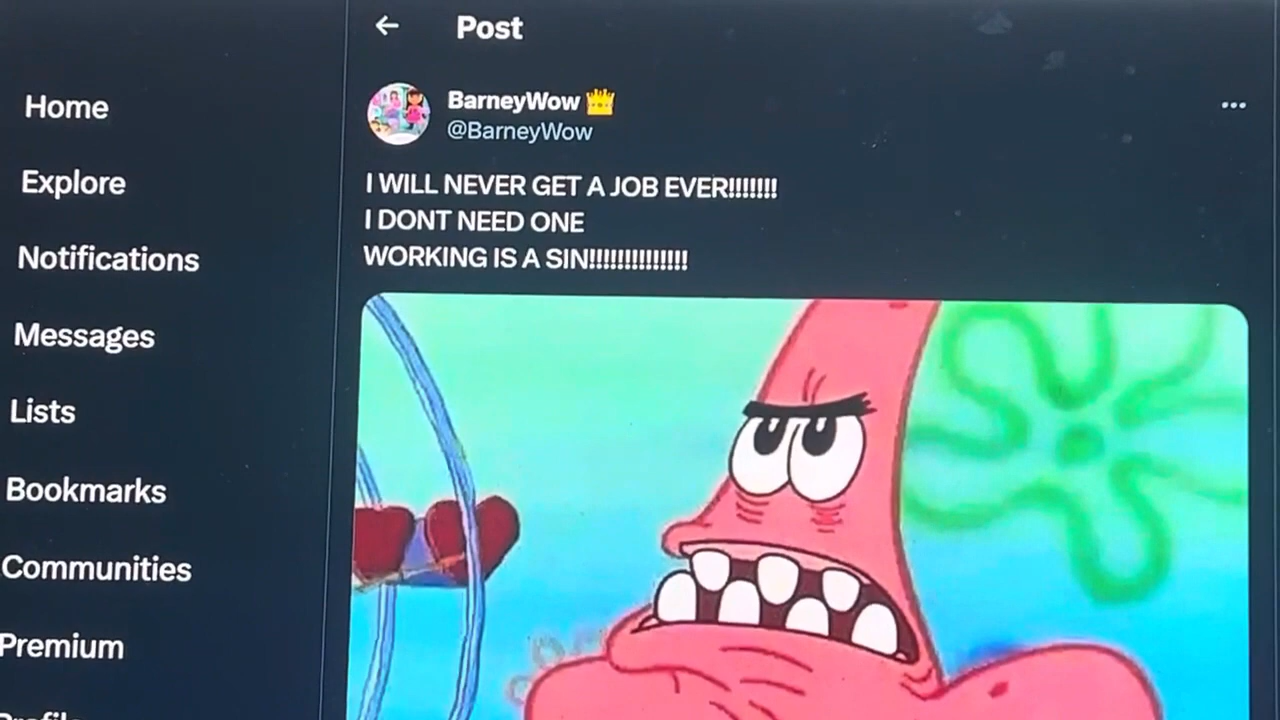 Home
Explore
Notifications
Messages
Lists
Bookmarks
Communities
Premium
Post
BarneyWow
@BarneyWow
I WILL NEVER GET A JOB EVER!!!!!!!
I DONT NEED ONE
WORKING IS A SIN!!!!!!!!!!!!!!